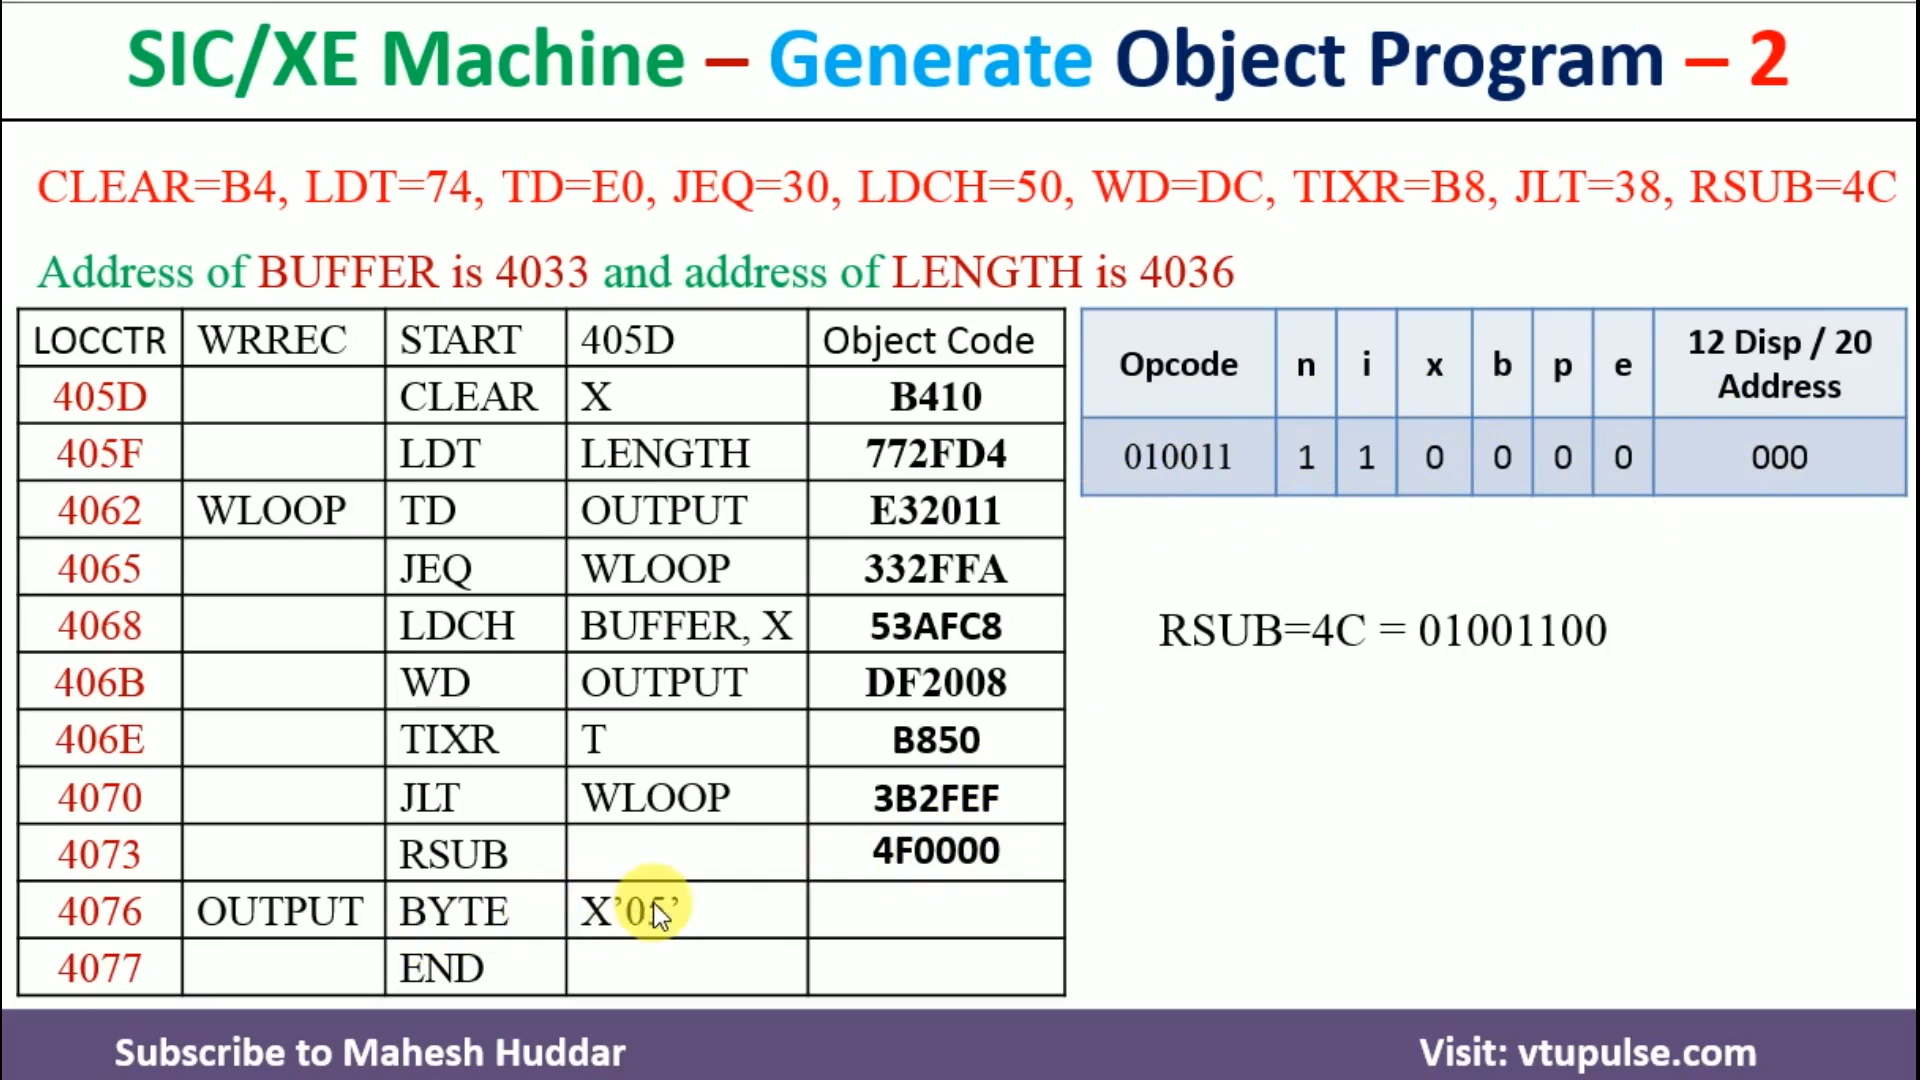 SIC/XE Machine – Generate Object Program – 2
CLEAR=B4, LDT=74, TD=E0, JEQ=30, LDCH=50, WD=DC, TIXR=B8, JLT=38, RSUB=4C
Address of BUFFER is 4033 and address of LENGTH is 4036
LOCCTR WRREC START 405D Object Code
405D CLEAR X B410
405F LDT LENGTH 772FD4
4062 WLOOP TD OUTPUT E32011
4065 JEQ WLOOP 332FFA
4068 LDCH BUFFER, X 53AFC8
406B WD OUTPUT DF2008
406E TIXR T B850
4070 JLT WLOOP 3B2FEF
4073 RSUB 4F0000
4076 OUTPUT BYTE X’05’
4077 END
Opcode n i x b p e 12 Disp / 20
Address
010011 1 1 0 0 0 0 000
RSUB=4C = 01001100
Subscribe to Mahesh Huddar
Visit: vtupulse.com